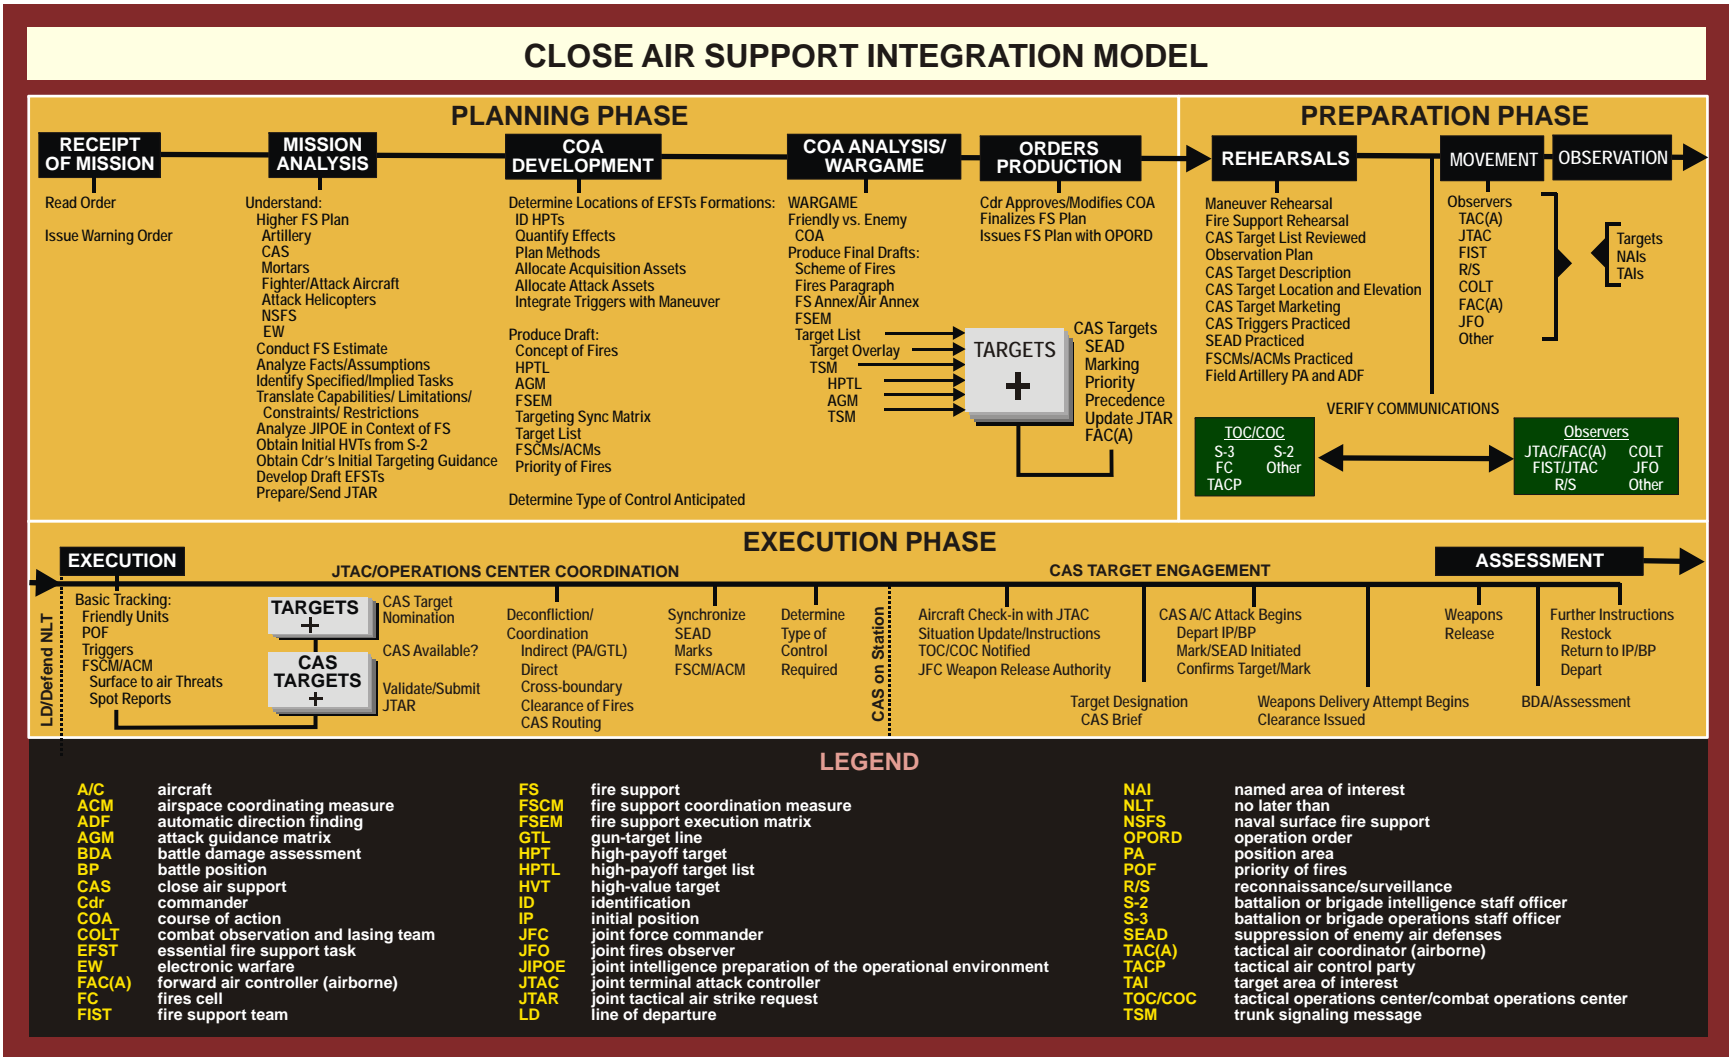 CLOSE AIR SUPPORT INTEGRATION MODEL
PLANNING PHASE
RECEIPT
OF MISSION
Read Order
Issue Warning Order
MISSION
ANALYSIS
Understand:
Higher FS Plan
Artillery
CAS
Mortars
Fighter/Attack Aircraft
Attack Helicopters
NSFS
EW
Conduct FS Estimate
Analyze Facts/Assumptions
Identify Specified/Implied Tasks
Translate Capabilities/ Limitations/
Constraints/ Restrictions
Analyze JIPOE in Context of FS
Obtain Initial HVTs from S-2
Obtain Cdr's Initial Targeting Guidance
Develop Draft EFSTs
Prepare/Send JTAR
COA
DEVELOPMENT
Determine Locations of EFSTs Formations:
ID HPTs
Quantify Effects
Plan Methods
Allocate Acquisition Assets
Allocate Attack Assets
Integrate Triggers with Maneuver
Produce Draft:
Concept of Fires
HPTL
AGM
FSEM
Targeting Sync Matrix
Target List
FSCMs/ACMs
Priority of Fires
Determine Type of Control Anticipated
COA ANALYSIS/
WARGAME
WARGAME
Friendly vs. Enemy
COA
Produce Final Drafts:
Scheme of Fires
Fires Paragraph
FS Annex/Air Annex
FSEM
Target List
Target Overlay
TSM
HPTL
AGM
TSM
ORDERS
PRODUCTION
Cdr Approves/Modifies COA
Finalizes FS Plan
Issues FS Plan with OPORD
TARGETS
+
CAS Targets
SEAD
Marking
Priority
Precedence
Update JTAR
FAC(A)
PREPARATION PHASE
REHEARSALS
Maneuver Rehearsal
Fire Support Rehearsal
CAS Target List Reviewed
Observation Plan
CAS Target Description
CAS Target Location and Elevation
CAS Target Marketing
CAS Triggers Practiced
SEAD Practiced
FSCMs/ACMs Practiced
Field Artillery PA and ADF
MOVEMENT
Observers
TAC(A)
JTAC
FIST
R/S
COLT
FAC(A)
JFO
Other
OBSERVATION
Targets
NAIs
TAIs
VERIFY COMMUNICATIONS
TOC/COC
S-3 S-2
FC Other
TACP
Observers
JTAC/FAC(A) COLT
FIST/JTAC JFO
R/S Other
EXECUTION PHASE
LD/Defend NLT
EXECUTION
Basic Tracking:
Friendly Units
POF
Triggers
FSCM/ACM
Surface to air Threats
Spot Reports
JTAC/OPERATIONS CENTER COORDINATION
TARGETS
+
CAS
TARGETS
+
CAS Target
Nomination
CAS Available?
Validate/Submit
JTAR
Deconfliction/
Coordination
Indirect (PA/GTL)
Direct
Cross-boundary
Clearance of Fires
CAS Routing
Synchronize
SEAD
Marks
FSCM/ACM
Determine
Type of
Control
Required
CAS on Station
CAS TARGET ENGAGEMENT
Aircraft Check-in with JTAC
Situation Update/Instructions
TOC/COC Notified
JFC Weapon Release Authority
Target Designation
CAS Brief
CAS A/C Attack Begins
Depart IP/BP
Mark/SEAD Initiated
Confirms Target/Mark
Weapons Delivery Attempt Begins
Clearance Issued
ASSESSMENT
Weapons
Release
BDA/Assessment
Further Instructions
Restock
Return to IP/BP
Depart
LEGEND
A/C aircraft
ACM airspace coordinating measure
ADF automatic direction finding
AGM attack guidance matrix
BDA battle damage assessment
BP battle position
CAS close air support
Cdr commander
COA course of action
COLT combat observation and lasing team
EFST essential fire support task
EW electronic warfare
FAC(A) forward air controller (airborne)
FC fires cell
FIST fire support team
FS fire support
FSCM fire support coordination measure
FSEM fire support execution matrix
GTL gun-target line
HPT high-payoff target
HPTL high-payoff target list
HVT high-value target
ID identification
IP initial position
JFC joint force commander
JFO joint fires observer
JIPOE joint intelligence preparation of the operational environment
JTAC joint terminal attack controller
JTAR joint tactical air strike request
LD line of departure
NAI named area of interest
NLT no later than
NSFS naval surface fire support
OPORD operation order
PA position area
POF priority of fires
R/S reconnaissance/surveillance
S-2 battalion or brigade intelligence staff officer
S-3 battalion or brigade operations staff officer
SEAD suppression of enemy air defenses
TAC(A) tactical air coordinator (airborne)
TACP tactical air control party
TAI target area of interest
TOC/COC tactical operations center/combat operations center
TSM trunk signaling message